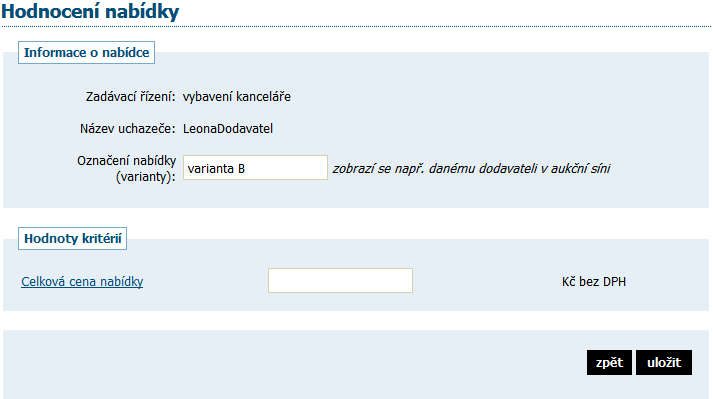 Hodnocení nabídky
Informace o nabídce
Zadávací řízení: vybavení kanceláře
Název uchazeče: LeonaDodavatel
Označení nabídky
(varianty): varianta B zobrazí se např. danému dodavateli v aukční síni
Hodnoty kritérií
Celková cena nabídky Kč bez DPH
zpět uložit